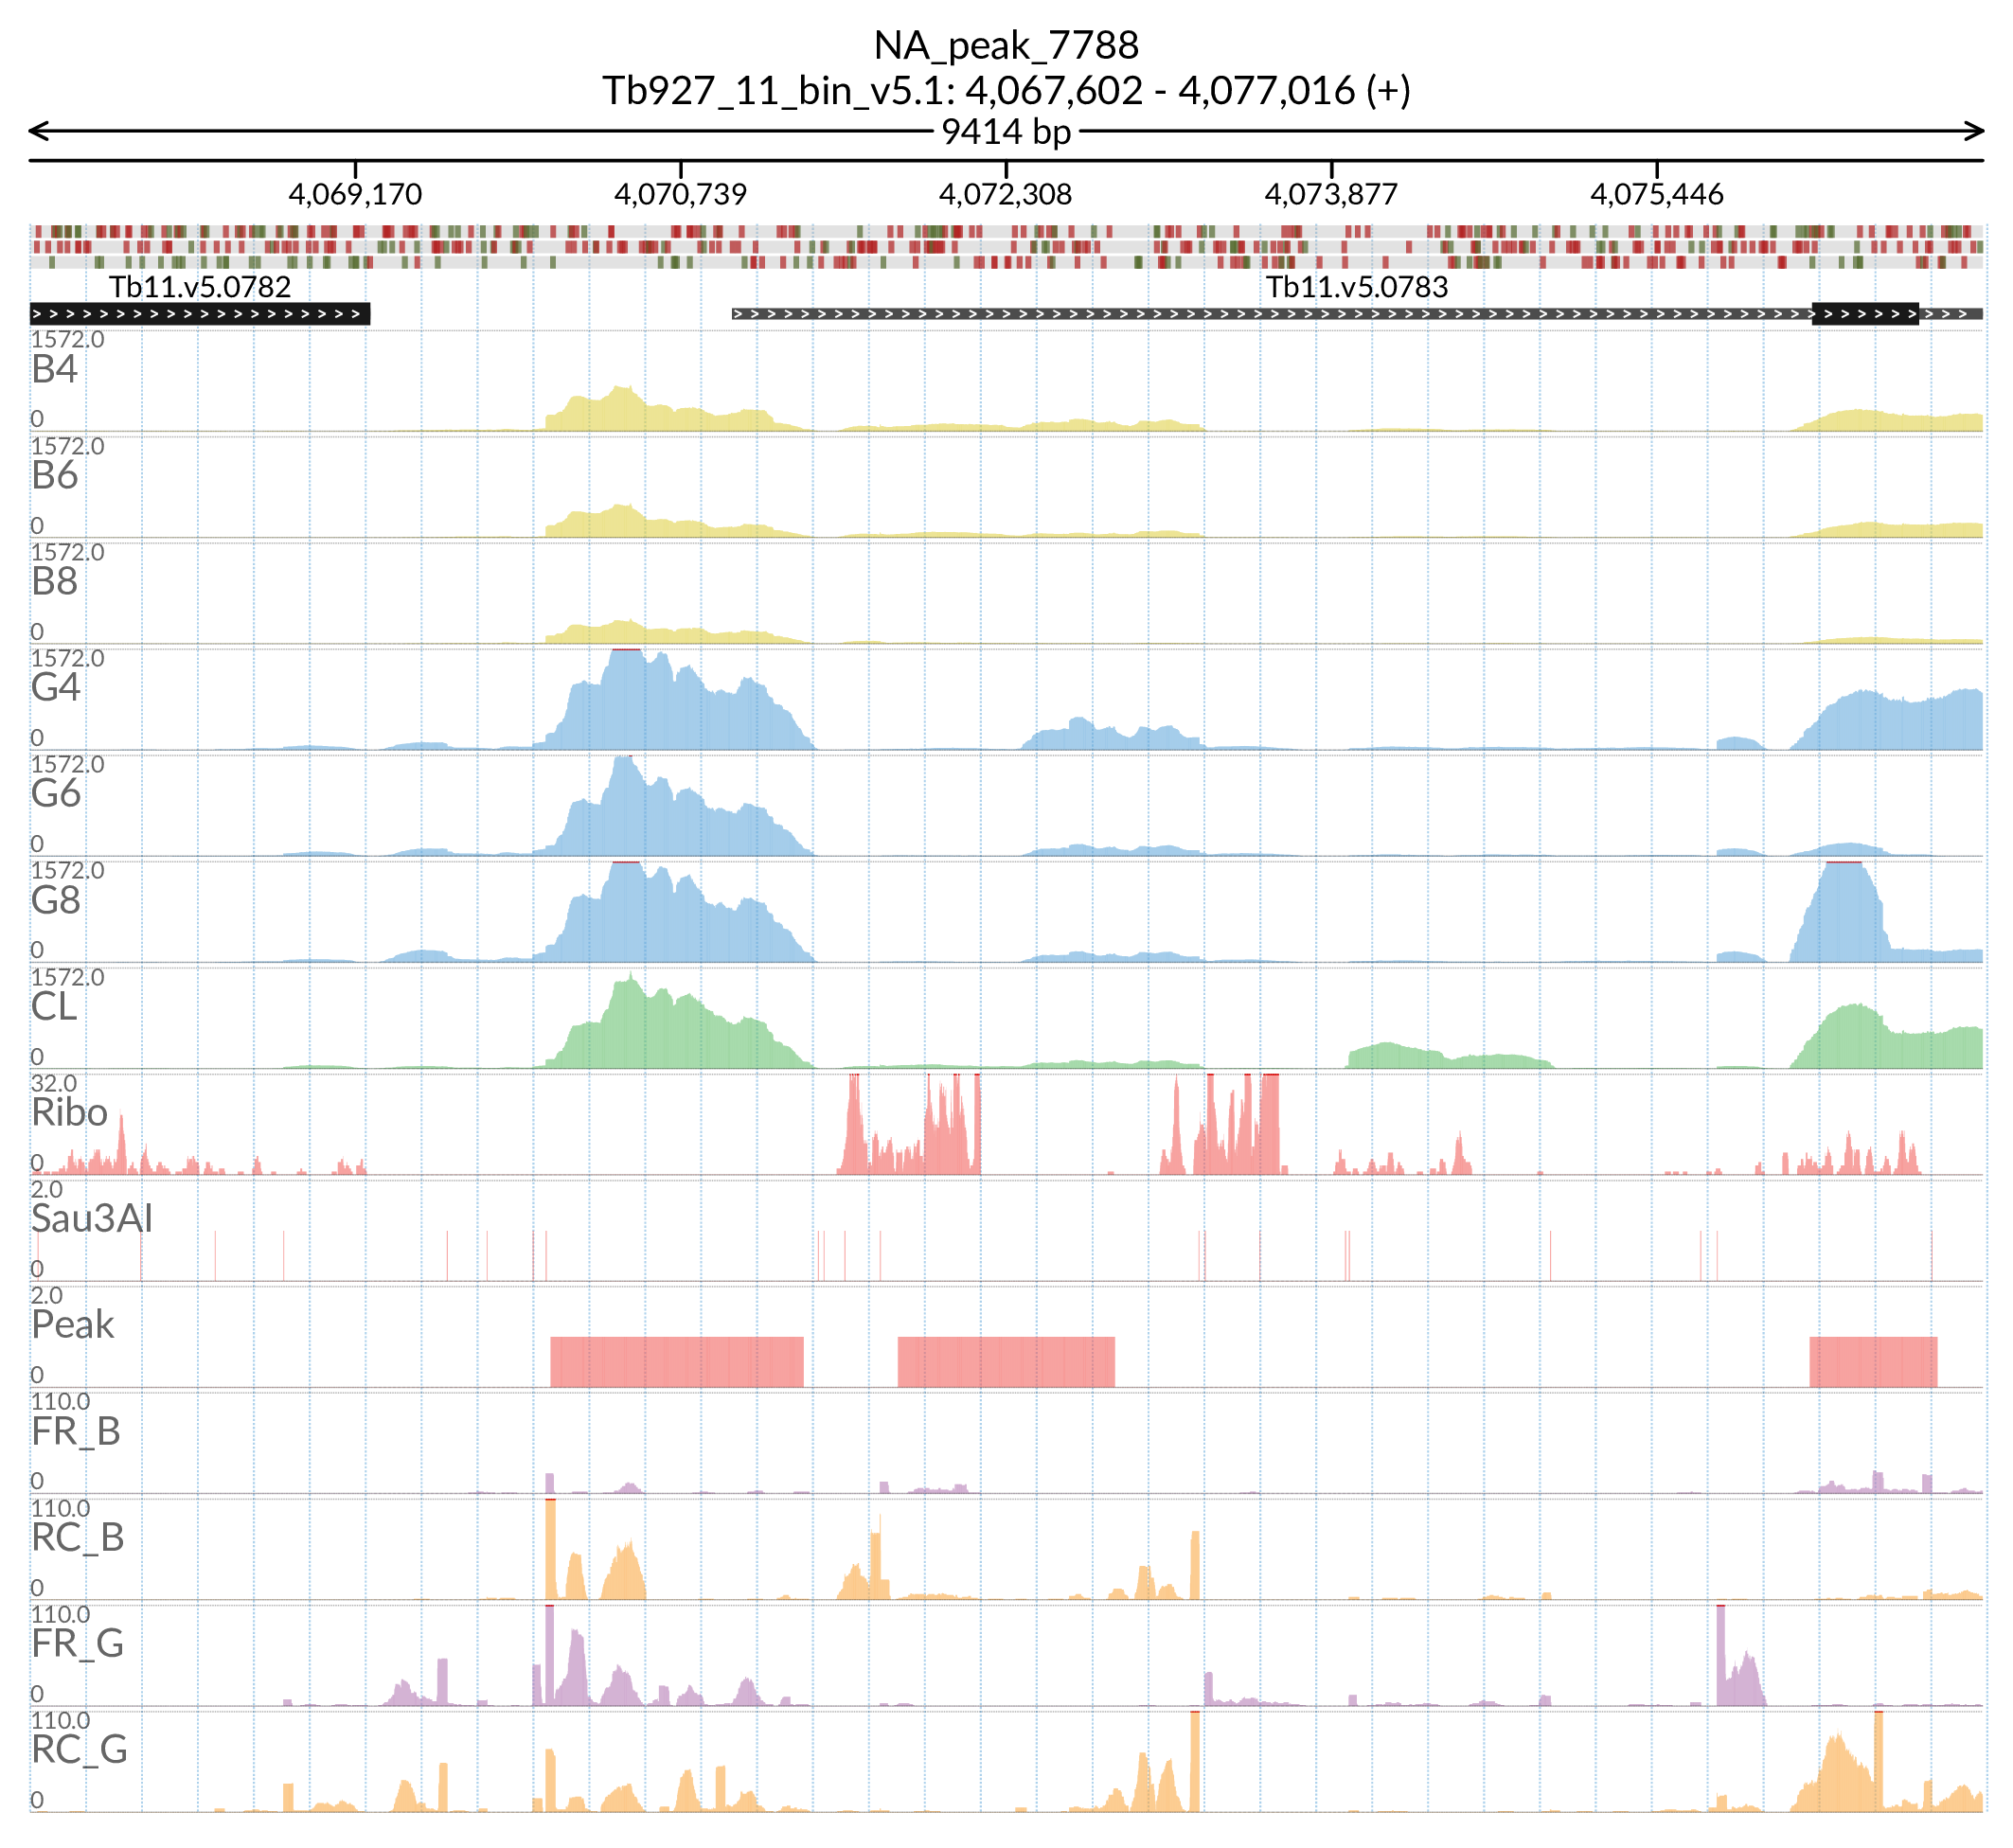 NA_peak_7788
Tb927_11_bin_v5.1: 4,067,602 - 4,077,016 (+)
9414 bp
4,069,170 4,070,739 4,072,308 4,073,877 4,075,446
Tb11.v5.0782 Tb11.v5.0783
1572.0
B4
0
1572.0
B6
0
1572.0
B8
0
1572.0
G4
0
1572.0
G6
0
1572.0
G8
0
1572.0
CL
0
32.0
Ribo
0
2.0
Sau3AI
0
2.0
Peak
0
110.0
FR_B
0
110.0
RC_B
0
110.0
FR_G
0
110.0
RC_G
0